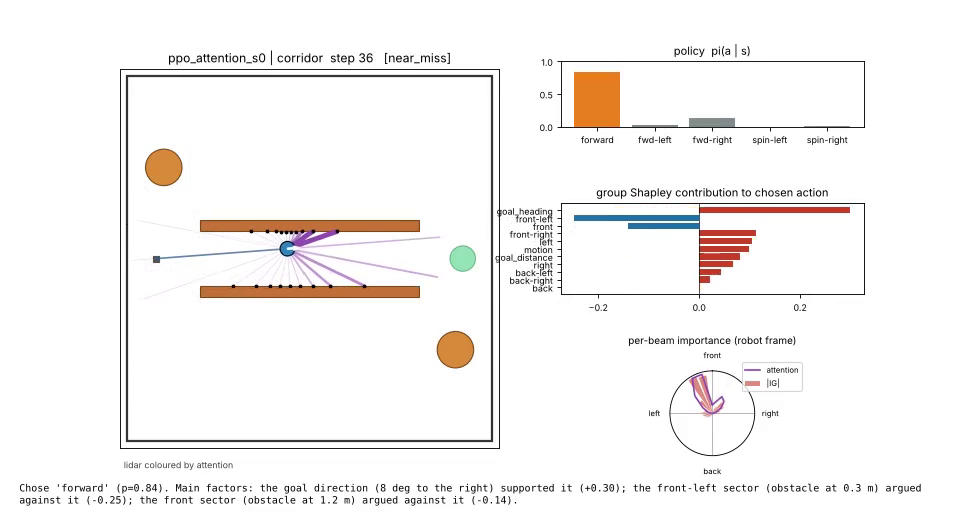 ppo_attention_s0 | corridor  step 36   [near_miss]
lidar coloured by attention
policy  pi(a | s)
1.0
0.5
0.0
forward
fwd-left
fwd-right
spin-left
spin-right
group Shapley contribution to chosen action
goal_heading
front-left
front
front-right
left
motion
goal_distance
right
back-left
back-right
back
−0.2
0.0
0.2
per-beam importance (robot frame)
front
attention
|IG|
left
right
back
Chose 'forward' (p=0.84). Main factors: the goal direction (8 deg to the right) supported it (+0.30); the front-left sector (obstacle at 0.3 m) argued
against it (-0.25); the front sector (obstacle at 1.2 m) argued against it (-0.14).